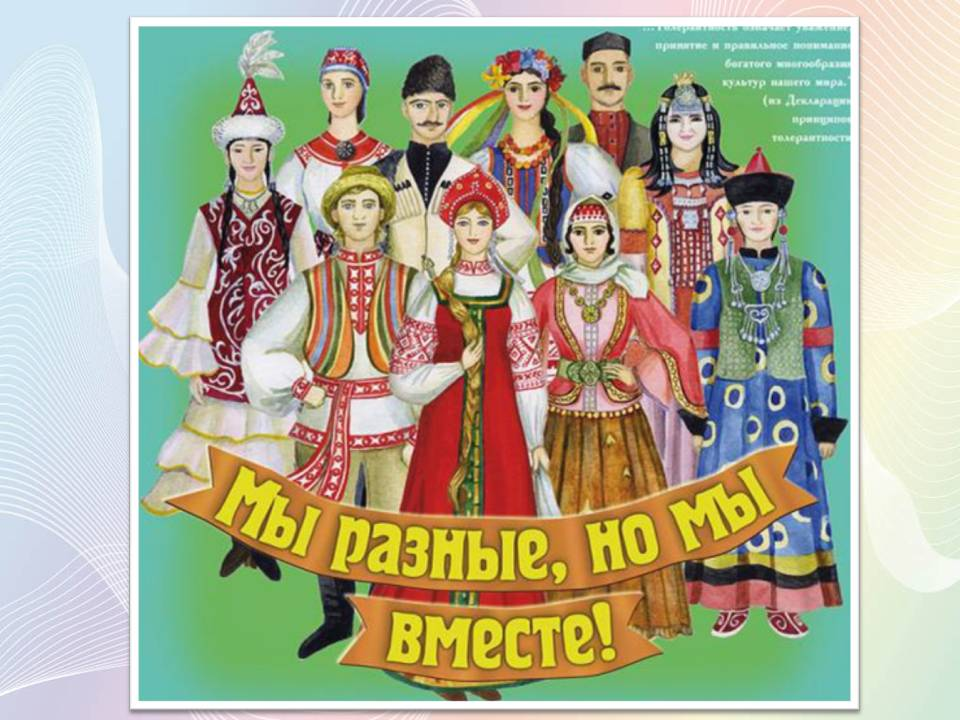 ...Толерантность означает уважение,
принятие и правильное понимание
богатого многообразия
культур нашего мира."
(из Декларации
принципов
толерантности
Мы разные, но мы
вместе!